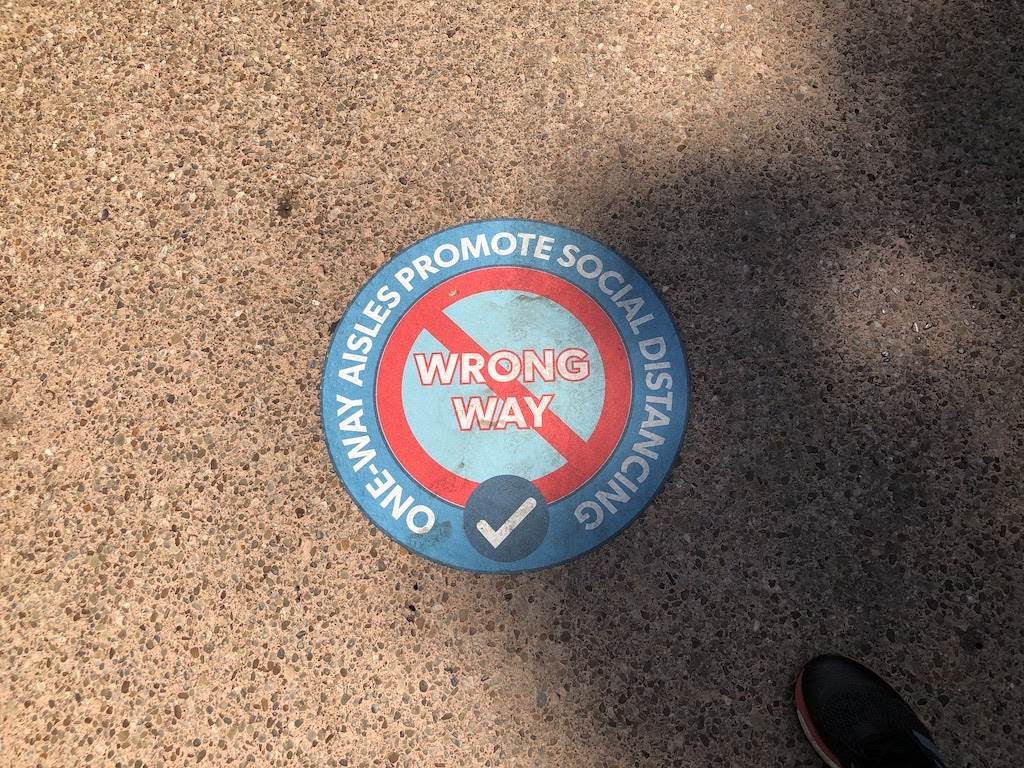 ONE-WAY AISLES PROMOTE SOCIAL DISTANCING
WRONG
WAY